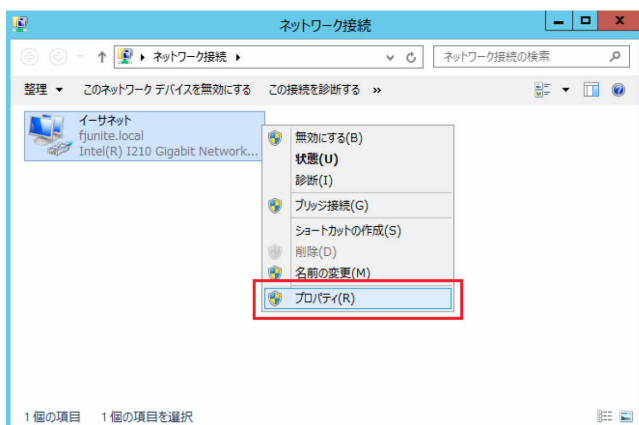 ネットワーク接続
ネットワーク接続
ネットワーク接続の検索
整理 このネットワーク デバイスを無効にする この接続を診断する »
イーサネット
fjunite.local
Intel(R) I210 Gigabit Network...
無効にする(B)
状態(U)
診断(I)
ブリッジ接続(G)
ショートカットの作成(S)
削除(D)
名前の変更(M)
プロパティ(R)
1 個の項目 1 個の項目を選択